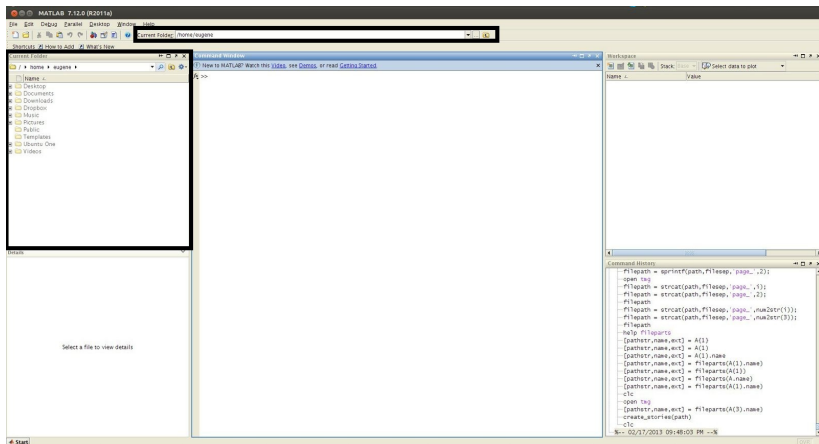 MATLAB 7.12.0 (R2011a)
File Edit Debug Parallel Desktop Window Help
Current Folder: /home/eugene
Shortcuts How to Add What's New
Current Folder
/ home eugene
Name
Desktop
Documents
Downloads
Dropbox
Music
Pictures
Public
Templates
Ubuntu One
Videos
Details
Select a file to view details
Start
Command Window
New to MATLAB? Watch this Video, see Demos, or read Getting Started.
fx >>
Workspace
Stack: Base Select data to plot
Name Value
Command History
filepath = sprintf(path,filesep,'page_',2);
open tmg
filepath = strcat(path,filesep,'page_',i);
filepath = strcat(path,filesep,'page_',2);
filepath
filepath = strcat(path,filesep,'page_',num2str(i));
filepath = strcat(path,filesep,'page_',num2str(3));
filepath
help fileparts
[pathstr,name,ext] = A(1)
[pathstr,name,ext] = A(1)
[pathstr,name,ext] = A(1).name
[pathstr,name,ext] = fileparts(A(1).name)
[pathstr,name,ext] = fileparts(A(1))
[pathstr,name,ext] = fileparts(A.name)
[pathstr,name,ext] = fileparts(A(1).name)
clc
open tmg
[pathstr,name,ext] = fileparts(A(3).name)
create_stories(path)
clc
%-- 02/17/2013 09:48:03 PM --%
OVR